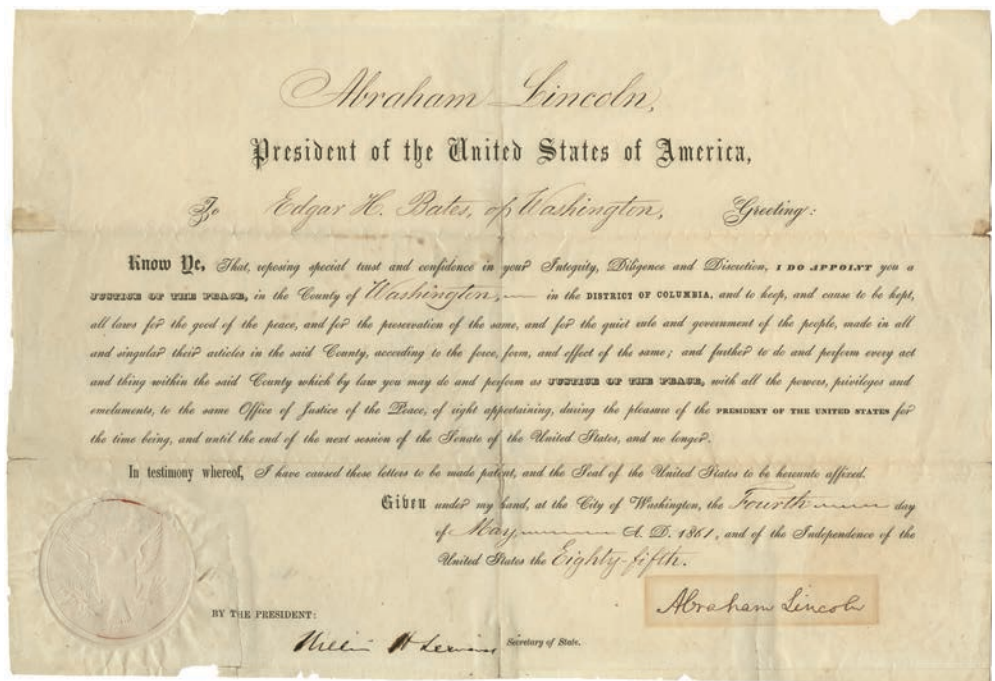 Abraham Lincoln,
President of the United States of America,
To Edgar H. Bates, of Washington, Greeting:
Know Ye, That, reposing special trust and confidence in your Integrity, Diligence and Discretion, I DO APPOINT you a
JUSTICE OF THE PEACE, in the County of Washington, in the DISTRICT OF COLUMBIA, and to keep, and cause to be kept,
all laws for the good of the peace, and for the preservation of the same, and for the quiet rule and government of the people, made in all
and singular their articles in the said County, according to the force, form, and effect of the same; and further to do and perform every act
and thing within the said County which by law you may do and perform as JUSTICE OF THE PEACE, with all the powers, privileges and
emoluments, to the same Office of Justice of the Peace, of right appertaining, during the pleasure of the PRESIDENT OF THE UNITED STATES for
the time being, and until the end of the next session of the Senate of the United States, and no longer.
In testimony whereof, I have caused these letters to be made patent, and the Seal of the United States to be hereunto affixed.
Given under my hand, at the City of Washington, the Fourth day
of May A. D. 1861, and of the Independence of the
United States the Eighty-fifth.
Abraham Lincoln
BY THE PRESIDENT:
William H Seward Secretary of State.